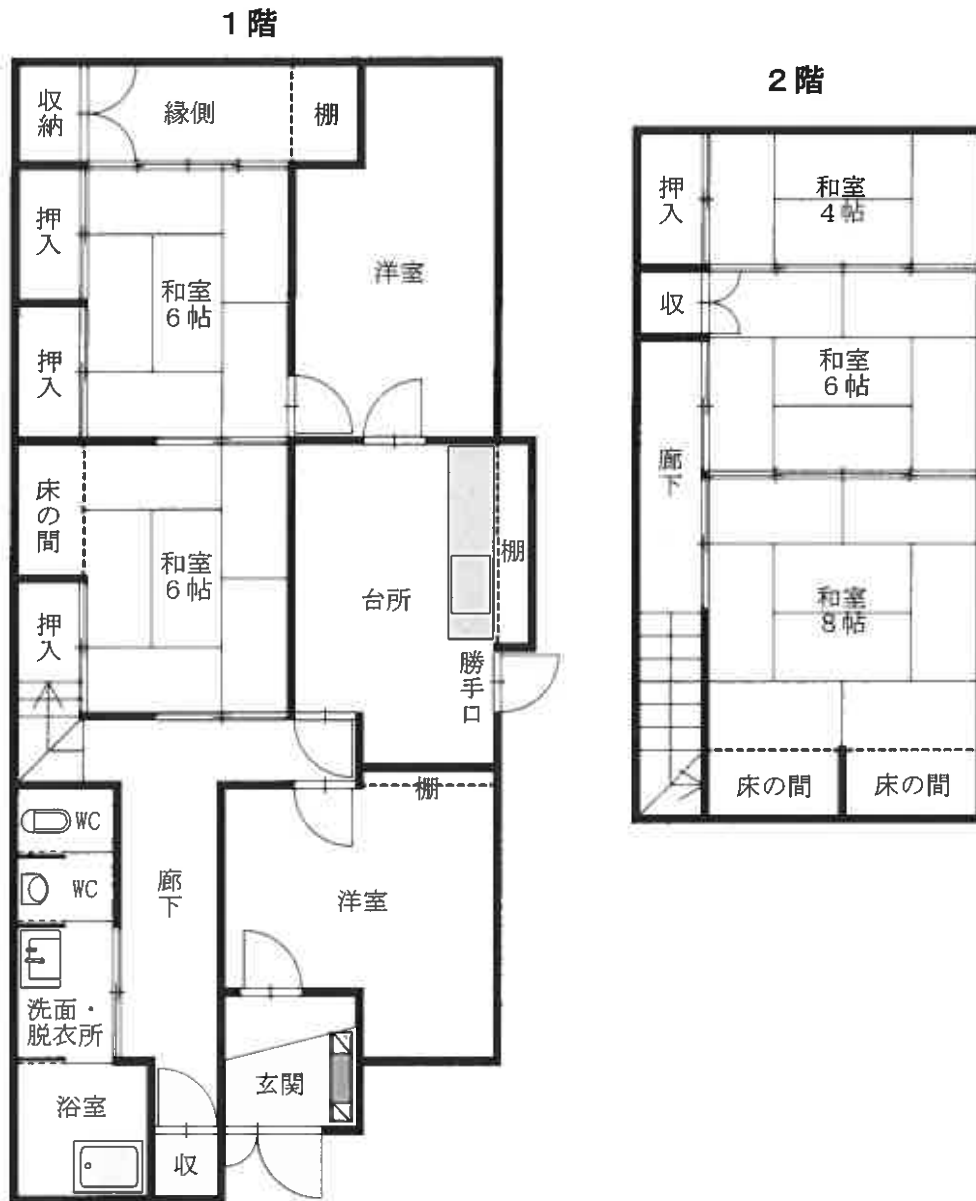 1階
収納
縁側
棚
押入
和室
6帖
洋室
押入
床の間
和室
6帖
台所
棚
押入
勝手口
棚
WC
WC
廊下
洋室
洗面・
脱衣所
浴室
玄関
収
2階
押入
和室
4帖
収
和室
6帖
廊下
和室
8帖
床の間
床の間